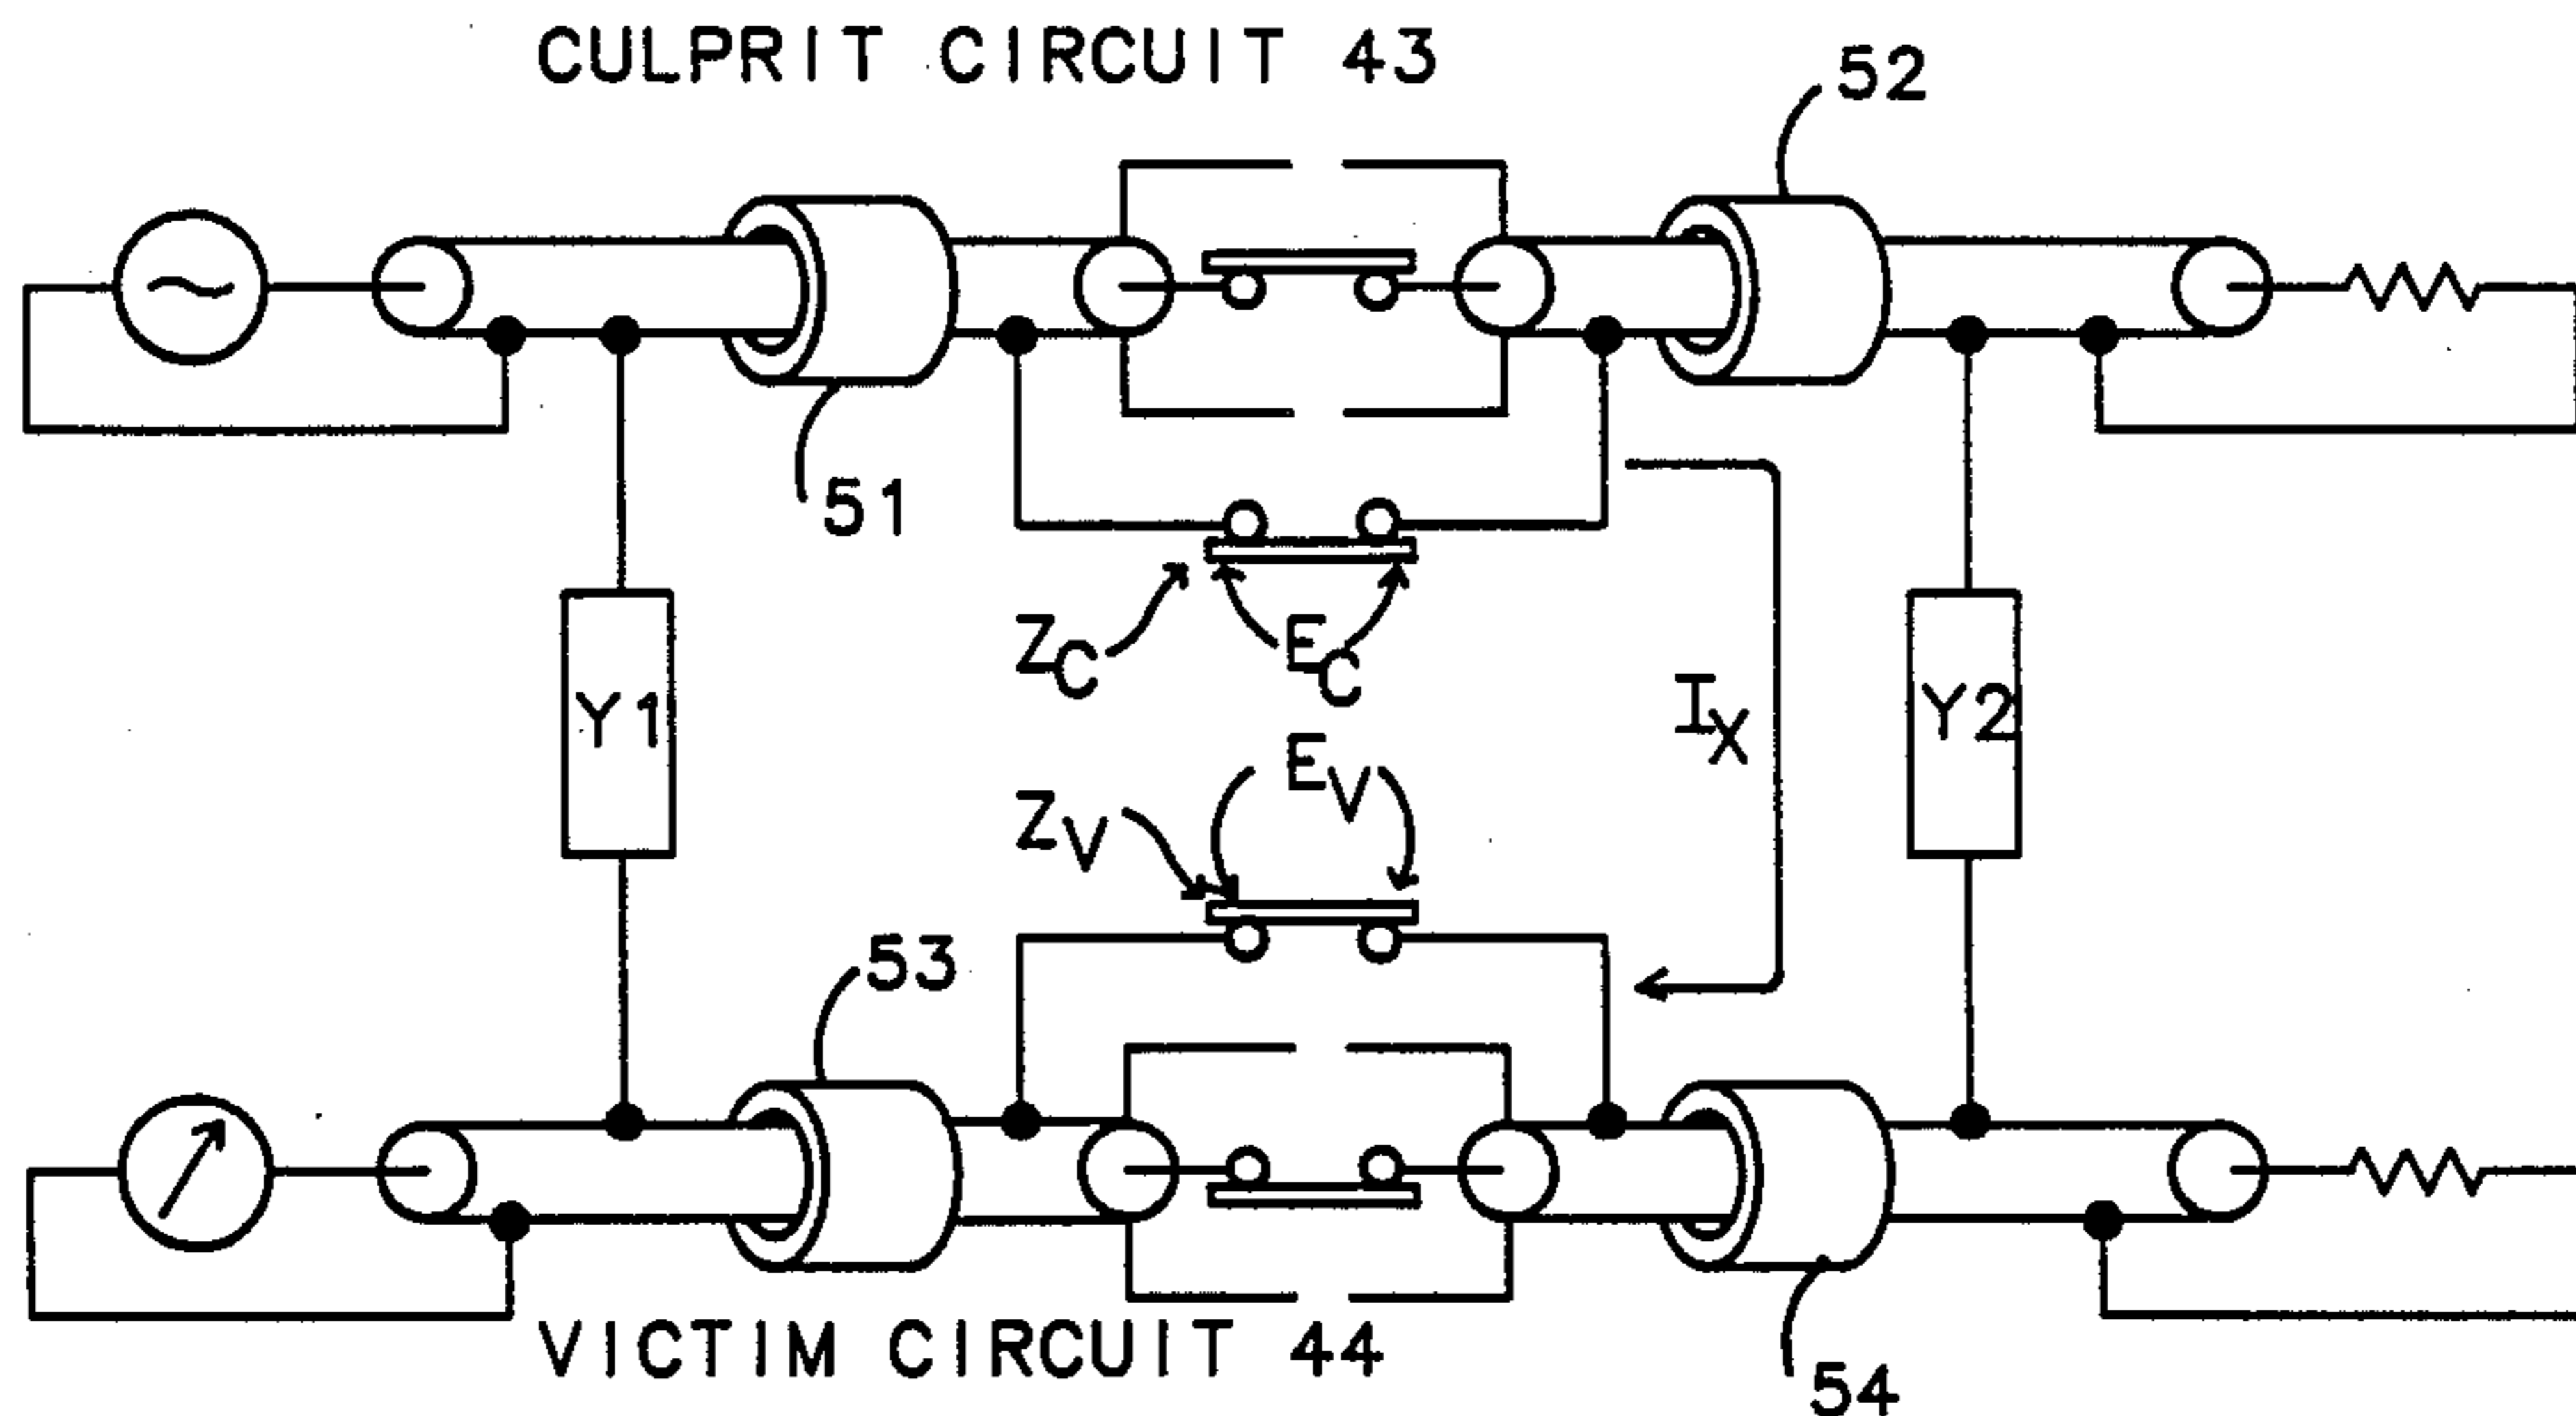 CULPRIT CIRCUIT 43
52
51
Z_C
E_C
Y1
I_X
Y2
E_V
Z_V
53
VICTIM CIRCUIT 44
54